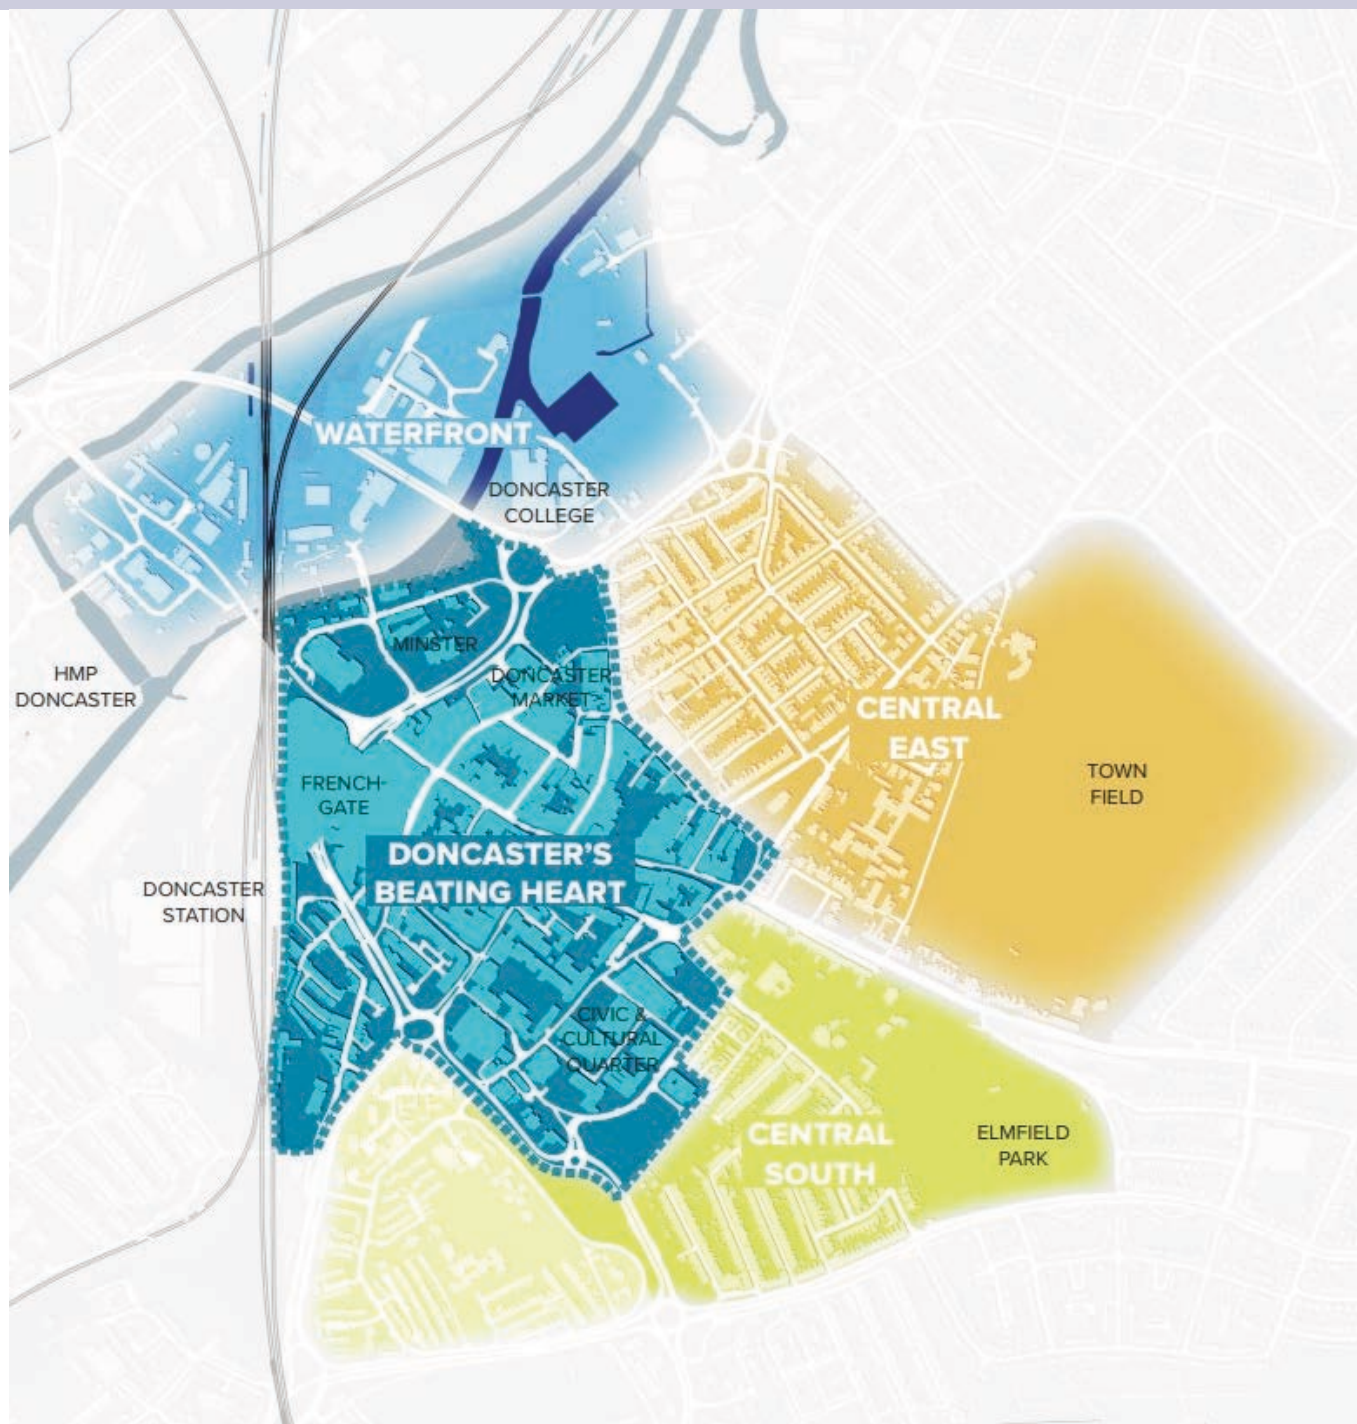 WATERFRONT
DONCASTER
COLLEGE
MINSTER
HMP
DONCASTER
DONCASTER
MARKET
CENTRAL
EAST
TOWN
FIELD
FRENCH-
GATE
DONCASTER'S
BEATING HEART
DONCASTER
STATION
CIVIC &
CULTURAL
QUARTER
CENTRAL
SOUTH
ELMFIELD
PARK